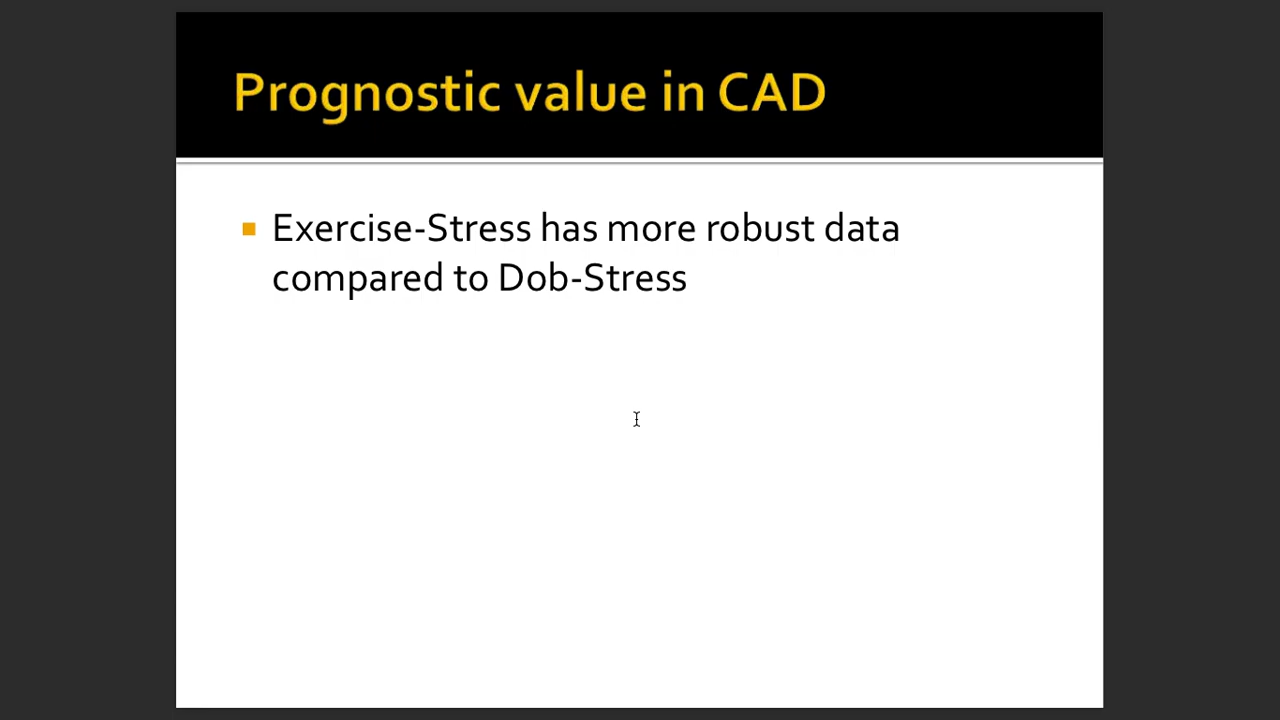 Prognostic value in CAD
Exercise-Stress has more robust data
compared to Dob-Stress